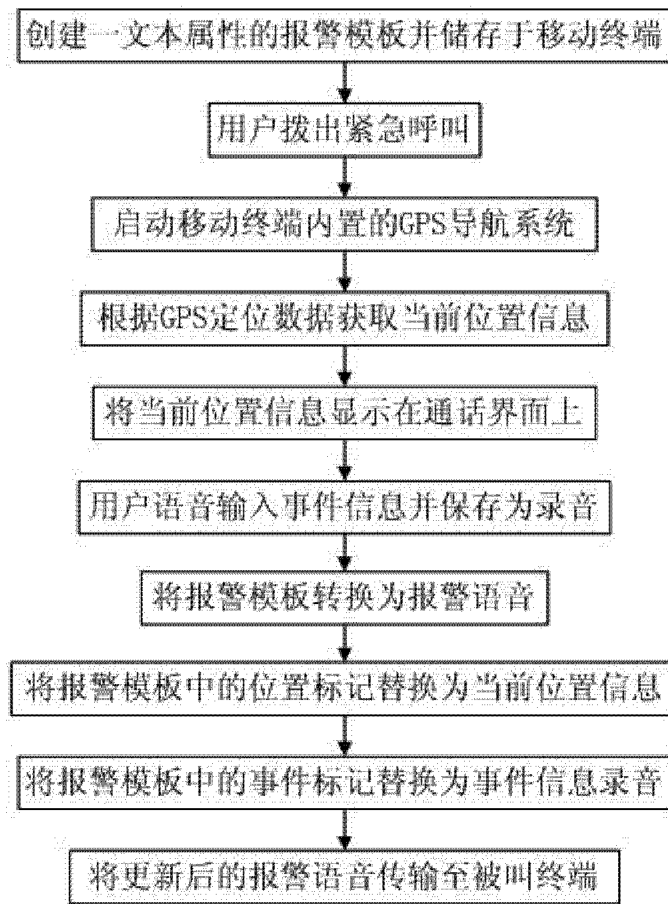 创建一文本属性的报警模板并储存于移动终端
用户拨出紧急呼叫
启动移动终端内置的GPS导航系统
根据GPS定位数据获取当前位置信息
将当前位置信息显示在通话界面上
用户语音输入事件信息并保存为录音
将报警模板转换为报警语音
将报警模板中的位置标记替换为当前位置信息
将报警模板中的事件标记替换为事件信息录音
将更新后的报警语音传输至被叫终端